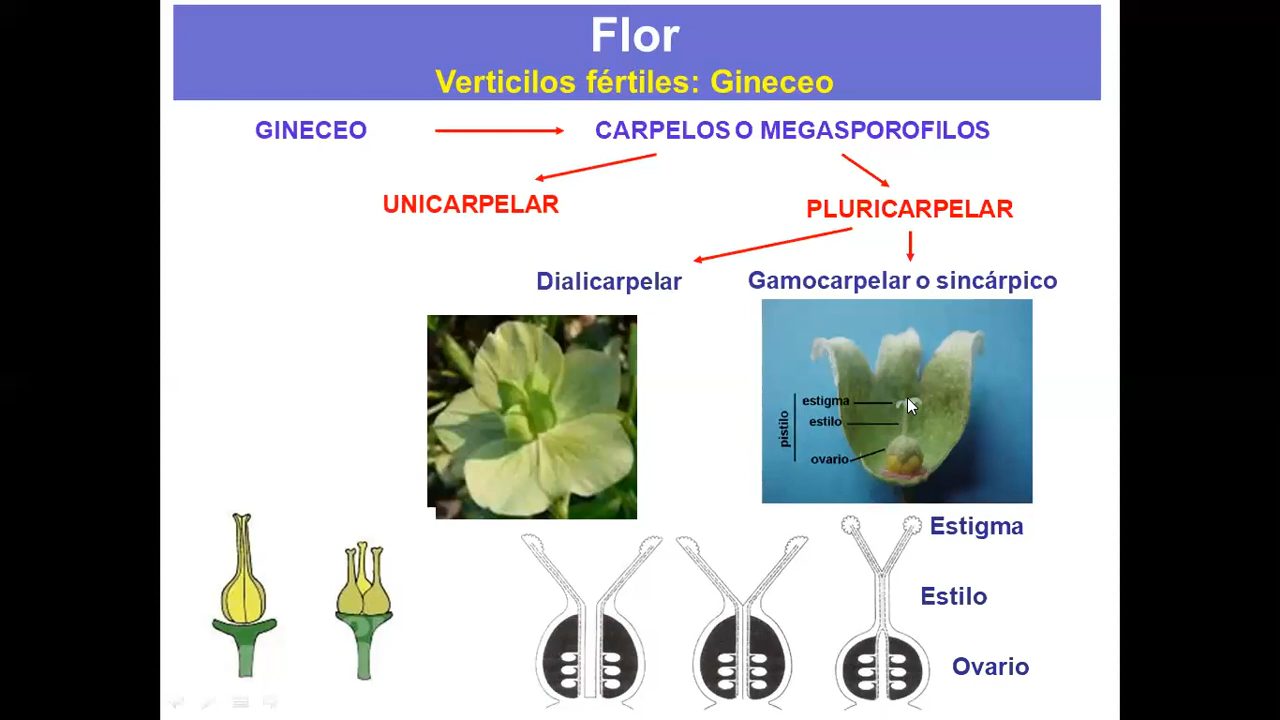 Flor
Verticilos fértiles: Gineceo
GINECEO
CARPELOS O MEGASPOROFILOS
UNICARPELAR
PLURICARPELAR
Dialicarpelar
Gamocarpelar o sincárpico
pistilo
estigma
estilo
ovario
Estigma
Estilo
Ovario